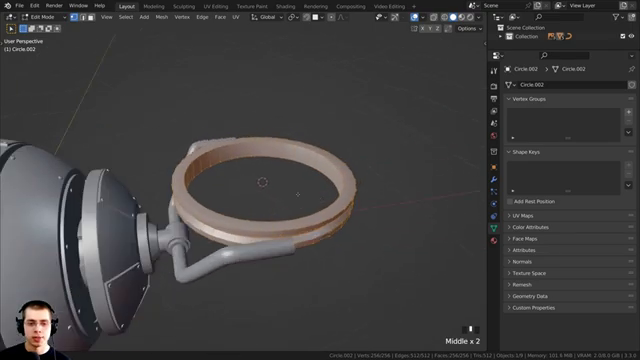 File Edit Render Window Help Layout Modeling Sculpting UV Editing Texture Paint Shading Animation Rendering Compositing Video Editing Scene View Layer
Edit Mode View Select Add Mesh Vertex Edge Face UV Global
Options
User Perspective
(1) Circle.002
Scene Collection
Collection
Circle.002 Circle.002
Circle.002
Vertex Groups
Shape Keys
Add Rest Position
UV Maps
Color Attributes
Face Maps
Attributes
Normals
Texture Space
Remesh
Geometry Data
Custom Properties
Middle x 2
Circle.002 | Verts:256/256 | Edges:512/512 | Faces:256/256 | Tris:512 | Objects:1/9 | Memory: 181.6 MiB | VRAM: 2.0/8.0 GiB | 3.3.0